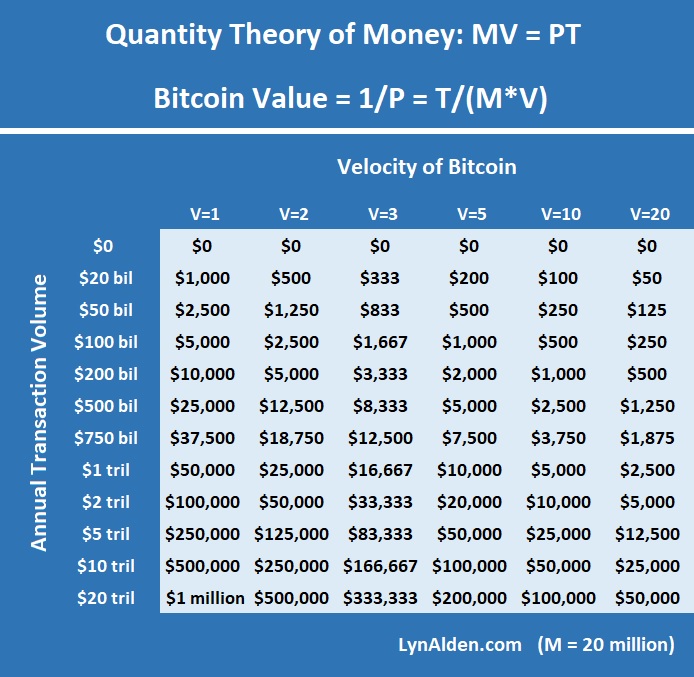 Quantity Theory of Money: MV = PT
Bitcoin Value = 1/P = T/(M*V)
Velocity of Bitcoin
V=1 V=2 V=3 V=5 V=10 V=20
Annual Transaction Volume
$0 $0 $0 $0 $0 $0 $0
$20 bil $1,000 $500 $333 $200 $100 $50
$50 bil $2,500 $1,250 $833 $500 $250 $125
$100 bil $5,000 $2,500 $1,667 $1,000 $500 $250
$200 bil $10,000 $5,000 $3,333 $2,000 $1,000 $500
$500 bil $25,000 $12,500 $8,333 $5,000 $2,500 $1,250
$750 bil $37,500 $18,750 $12,500 $7,500 $3,750 $1,875
$1 tril $50,000 $25,000 $16,667 $10,000 $5,000 $2,500
$2 tril $100,000 $50,000 $33,333 $20,000 $10,000 $5,000
$5 tril $250,000 $125,000 $83,333 $50,000 $25,000 $12,500
$10 tril $500,000 $250,000 $166,667 $100,000 $50,000 $25,000
$20 tril $1 million $500,000 $333,333 $200,000 $100,000 $50,000
LynAlden.com (M = 20 million)